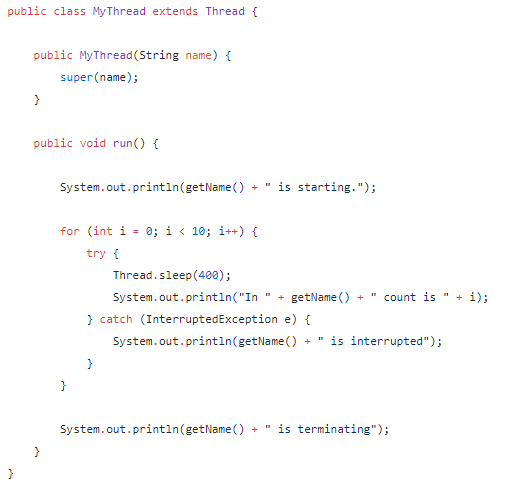 public class MyThread extends Thread {
public MyThread(String name) {
super(name);
}
public void run() {
System.out.println(getName() + " is starting.");
for (int i = 0; i < 10; i++) {
try {
Thread.sleep(400);
System.out.println("In " + getName() + " count is " + i);
} catch (InterruptedException e) {
System.out.println(getName() + " is interrupted");
}
}
System.out.println(getName() + " is terminating");
}
}